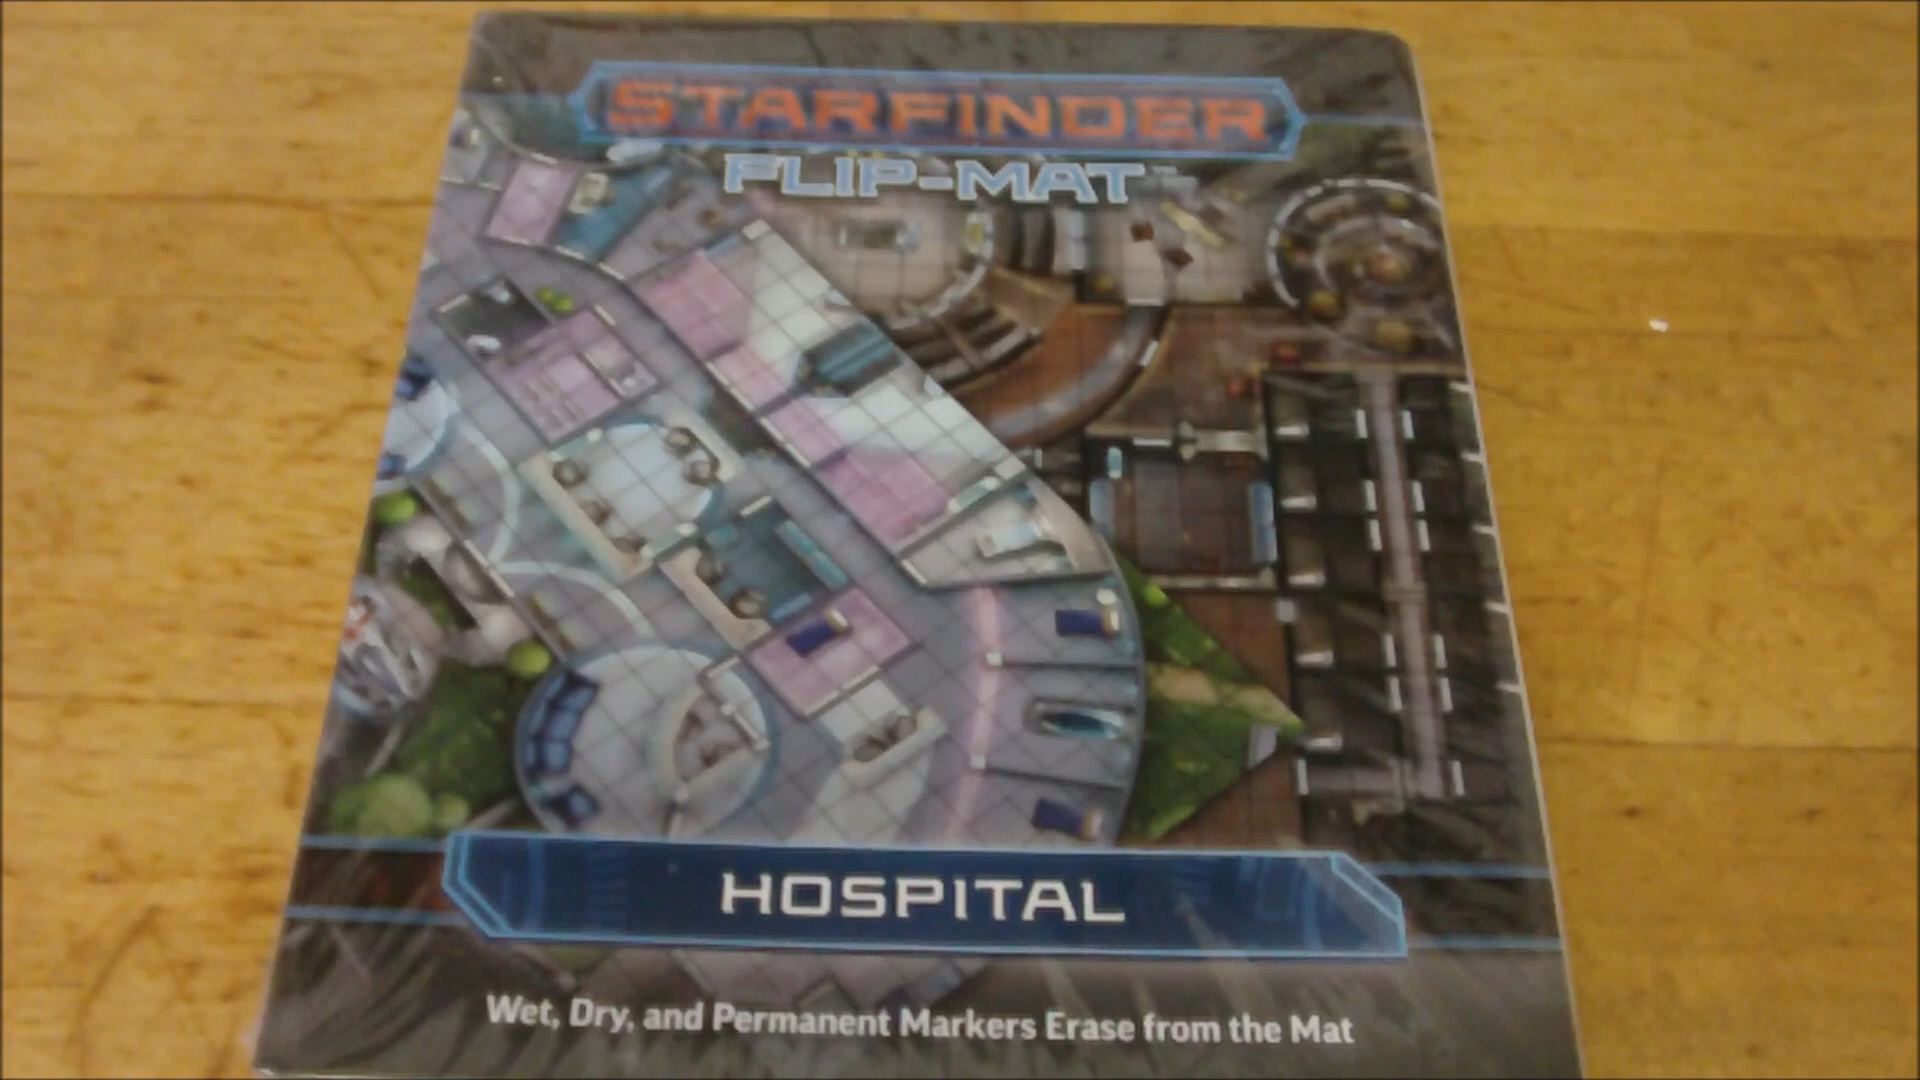 STARFINDER
FLIP-MAT
HOSPITAL
Wet, Dry, and Permanent Markers Erase from the Mat